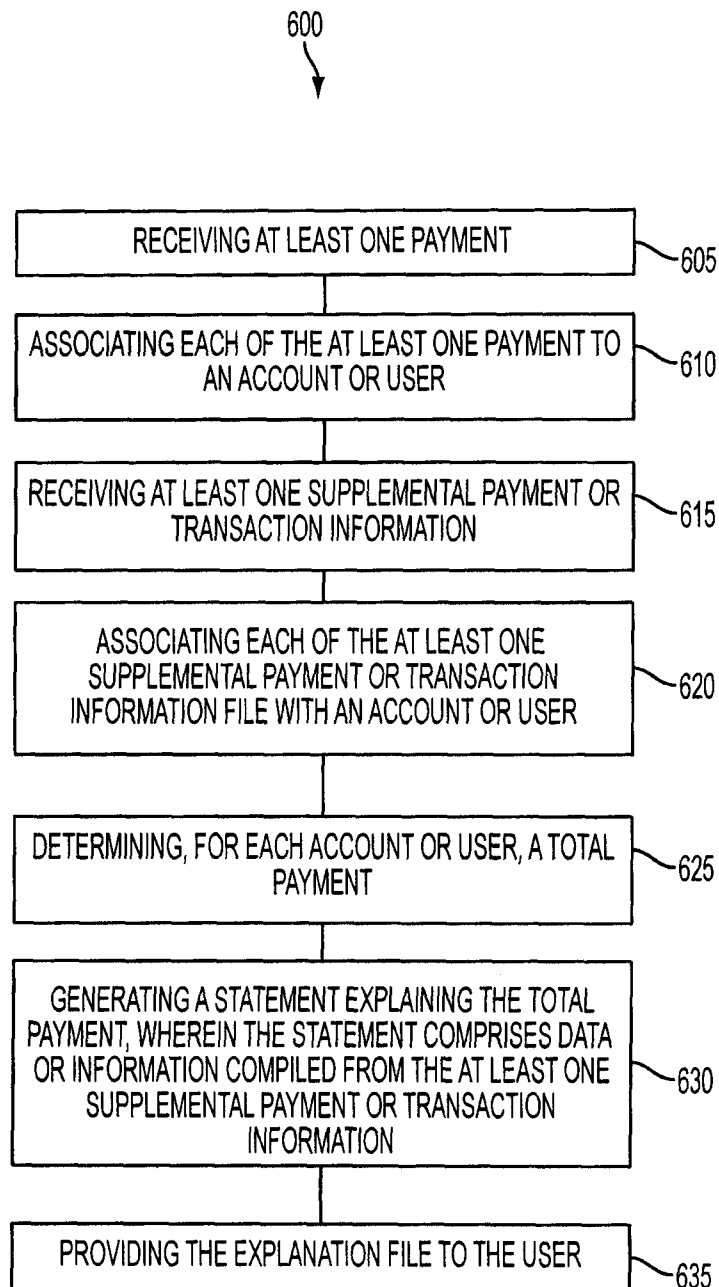 600
RECEIVING AT LEAST ONE PAYMENT
605
ASSOCIATING EACH OF THE AT LEAST ONE PAYMENT TO
AN ACCOUNT OR USER
610
RECEIVING AT LEAST ONE SUPPLEMENTAL PAYMENT OR
TRANSACTION INFORMATION
615
ASSOCIATING EACH OF THE AT LEAST ONE
SUPPLEMENTAL PAYMENT OR TRANSACTION
INFORMATION FILE WITH AN ACCOUNT OR USER
620
DETERMINING, FOR EACH ACCOUNT OR USER, A TOTAL
PAYMENT
625
GENERATING A STATEMENT EXPLAINING THE TOTAL
PAYMENT, WHEREIN THE STATEMENT COMPRISES DATA
OR INFORMATION COMPILED FROM THE AT LEAST ONE
SUPPLEMENTAL PAYMENT OR TRANSACTION
INFORMATION
630
PROVIDING THE EXPLANATION FILE TO THE USER
635